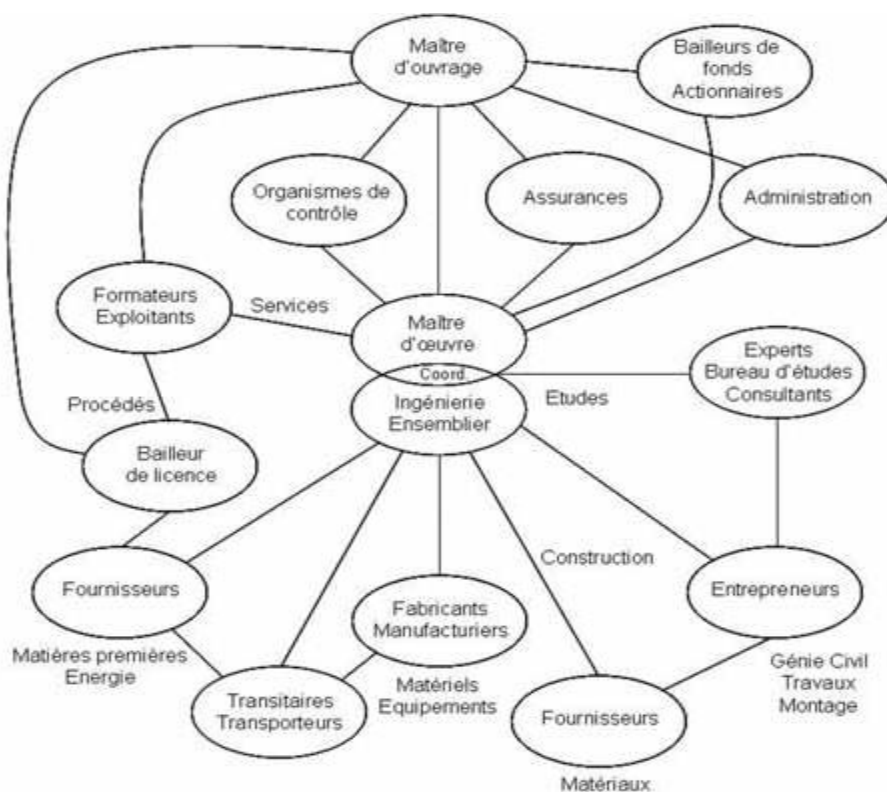 Maître
d'ouvrage
Bailleurs de
fonds
Actionnaires
Organismes de
contrôle
Assurances
Administration
Formateurs
Exploitants
Services
Maître
d'œuvre
Coord.
Ingénierie
Ensemblier
Etudes
Experts
Bureau d'études
Consultants
Procédés
Bailleur
de licence
Construction
Fournisseurs
Matières premières
Energie
Fabricants
Manufacturiers
Matériels
Equipements
Entrepreneurs
Génie Civil
Travaux
Montage
Transitaires
Transporteurs
Fournisseurs
Matériaux